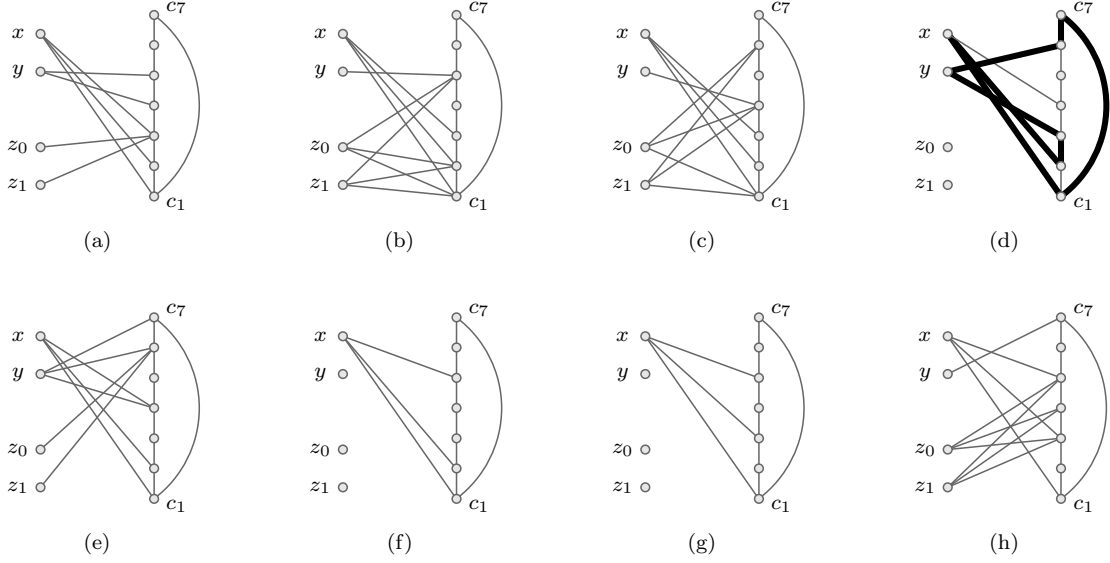 c₇ c₇ c₇ c₇
x x x x
y y y y
z₀ z₀ z₀ z₀
z₁ z₁ z₁ z₁
c₁ c₁ c₁ c₁
(a) (b) (c) (d)
c₇ c₇ c₇ c₇
x x x x
y y y y
z₀ z₀ z₀ z₀
z₁ z₁ z₁ z₁
c₁ c₁ c₁ c₁
(e) (f) (g) (h)